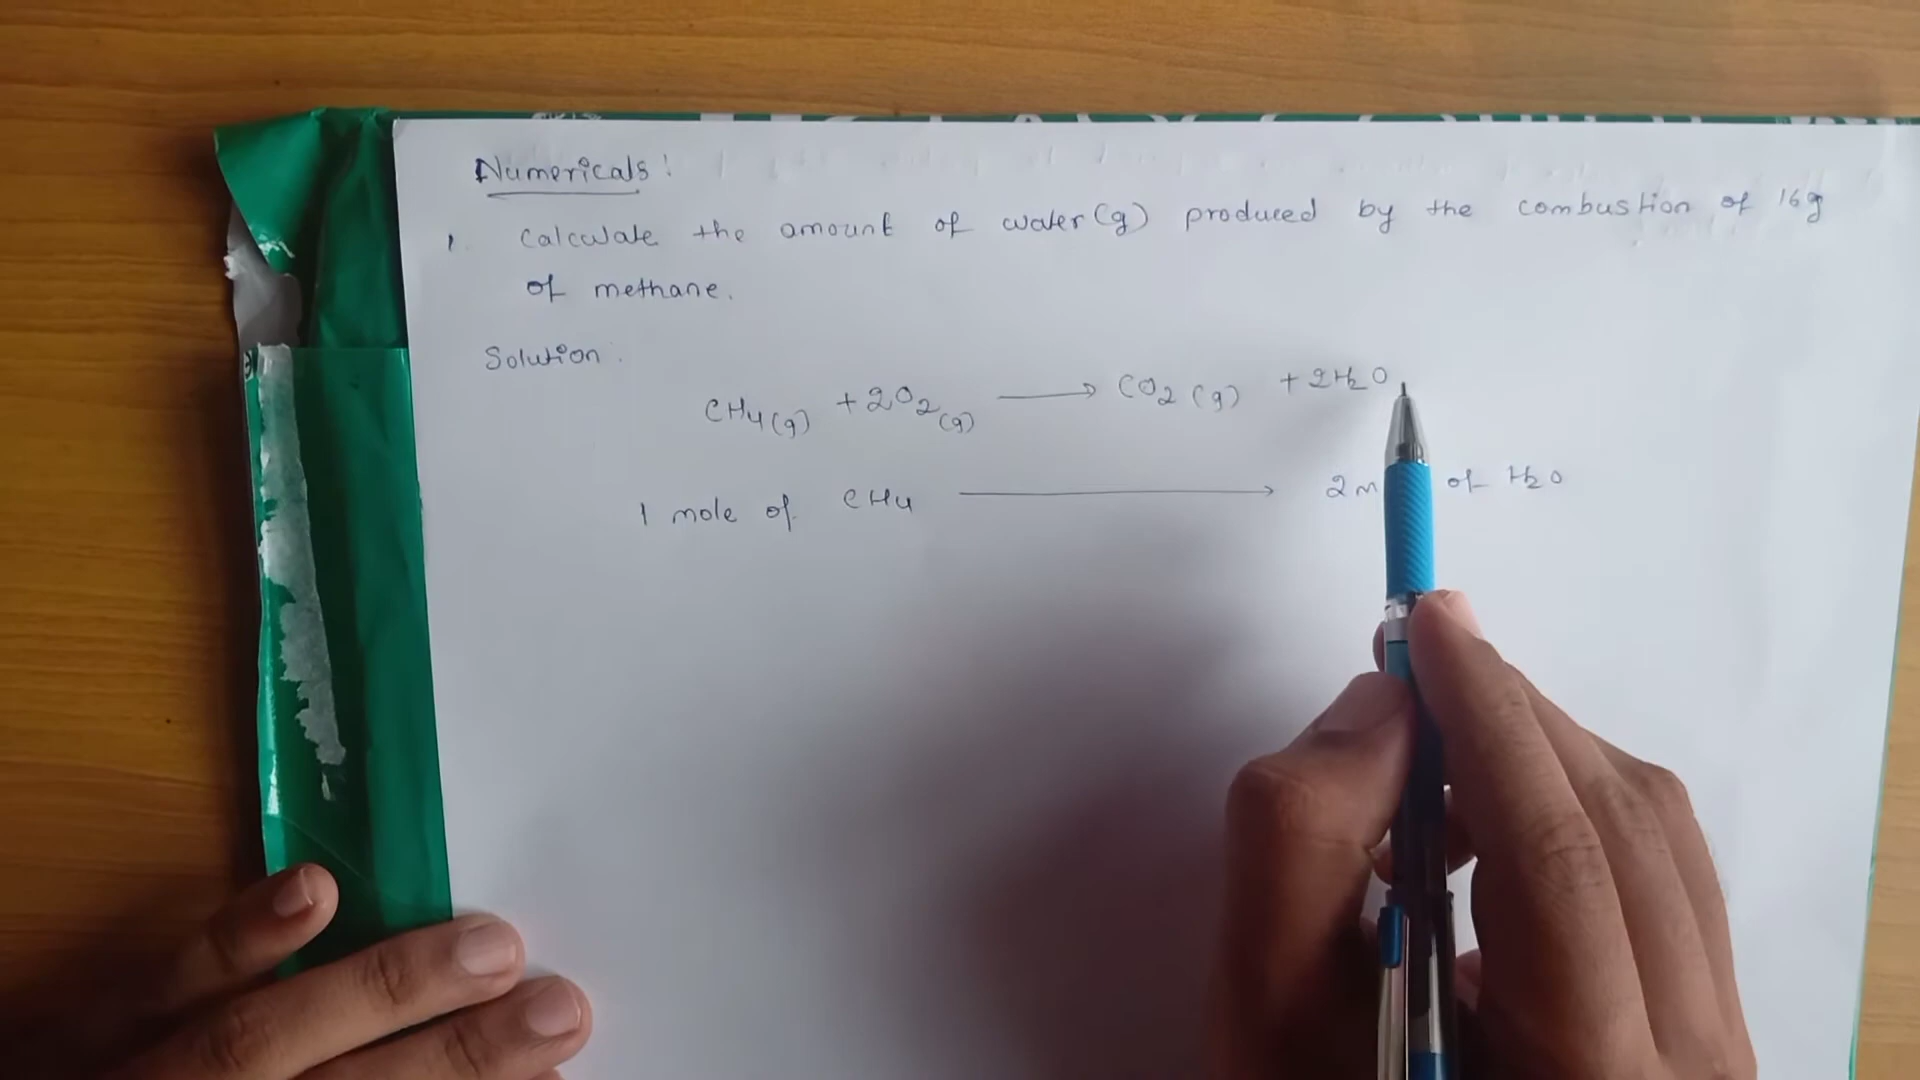 Numericals:
1. Calculate the amount of water(g) produced by the combustion of 16g
of methane.
Solution:
CH4(g) + 2O2(g) → CO2(g) + 2H2O
1 mole of CH4 → 2 of H2O